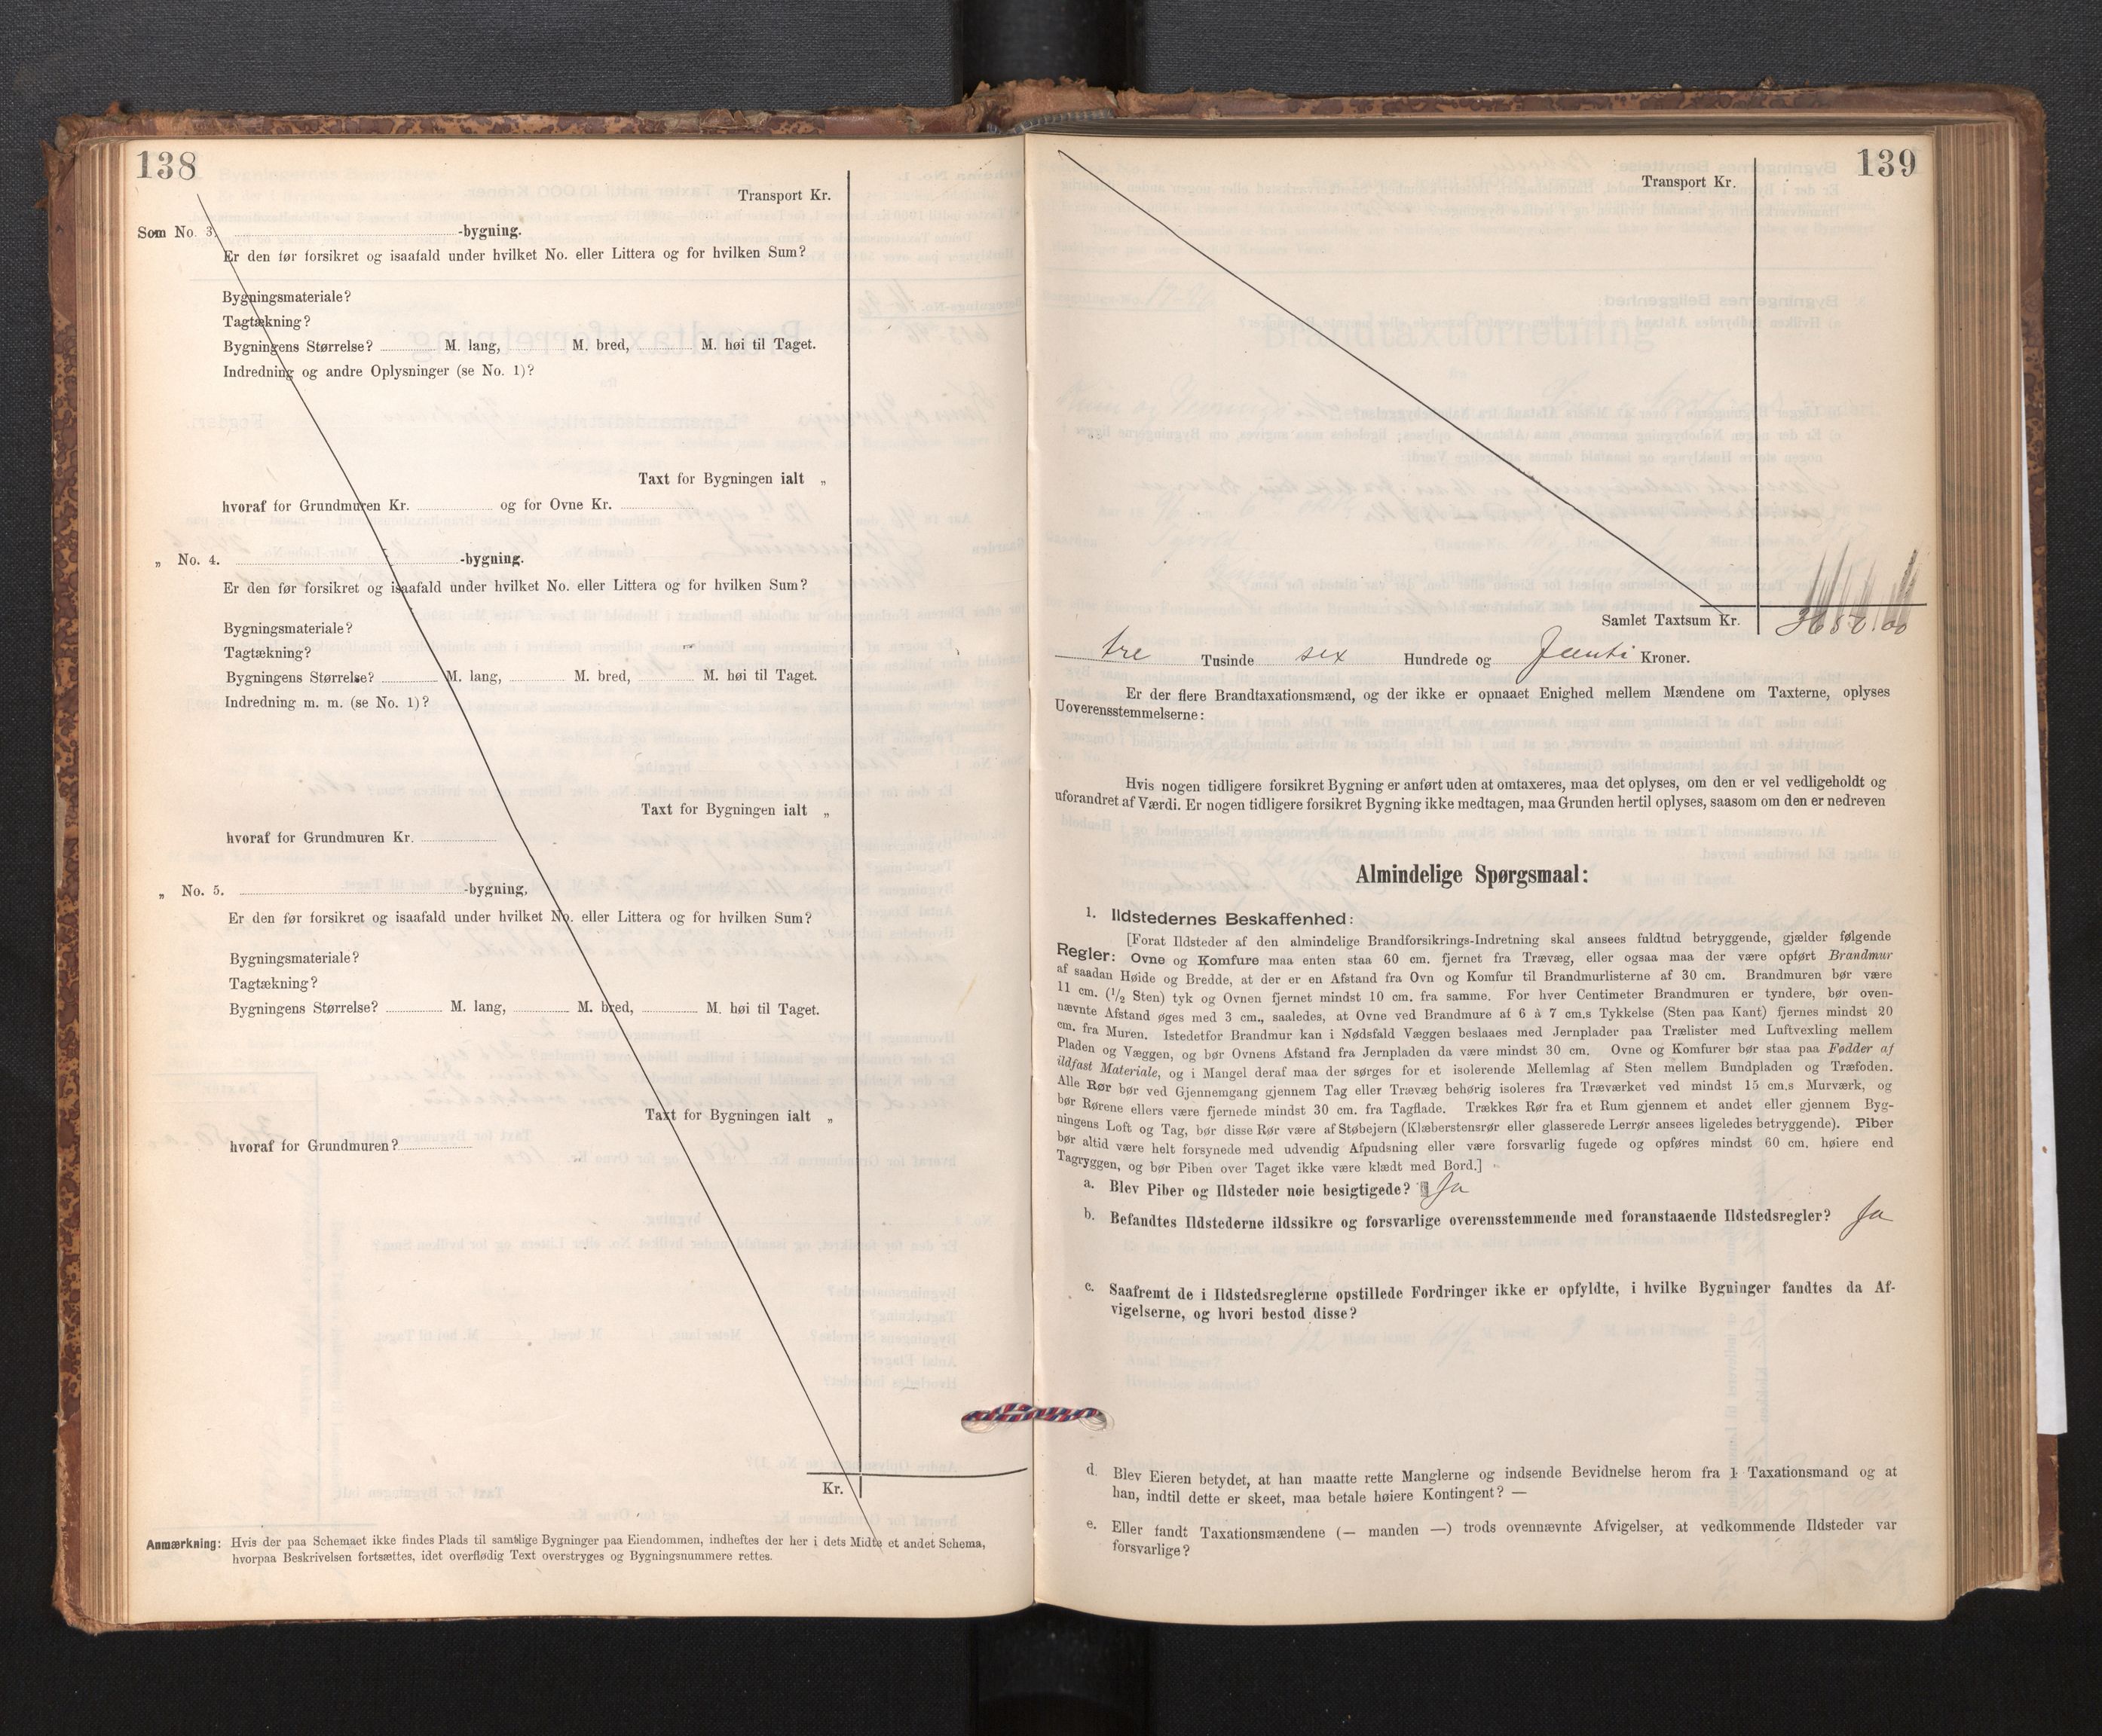 138
Transport Kr.
Som No. 3. -bygning.
Er den før forsikret og isaafald under hvilket No. eller Littera og for hvilken Sum?
Bygningsmateriale?
Tagtækning?
Bygningens Størrelse? M. lang, M. bred, M. høi til Taget.
Indredning og andre Oplysninger (se No. 1)?
Taxt for Bygningen ialt „
hvoraf for Grundmuren Kr. og for Ovne Kr.
„ No. 4. -bygning.
Er den før forsikret og isaafald under hvilket No. eller Littera og for hvilken Sum?
Bygningsmateriale?
Tagtækning?
Bygningens Størrelse? M. lang, M. bred, M. høi til Taget.
Indredning m. m. (se No. 1)?
Taxt for Bygningen ialt „
hvoraf for Grundmuren Kr.
„ No. 5. -bygning,
Er den før forsikret og isaafald under hvilket No. eller Littera og for hvilken Sum?
Bygningsmateriale?
Tagtækning?
Bygningens Størrelse? M. lang, M. bred, M. høi til Taget.
Taxt for Bygningen ialt „
hvoraf for Grundmuren?
Kr.
Anmærkning: Hvis der paa Schemaet ikke findes Plads til samtlige Bygninger paa Eiendommen, indheftes der her i dets Midte et andet Schema,
hvorpaa Beskrivelsen fortsættes, idet overflødig Text overstryges og Bygningsnummere rettes.
139
Transport Kr.
Samlet Taxtsum Kr. 3650.00
tre Tusinde sex Hundrede og femti Kroner.
Er der flere Brandtaxationsmænd, og der ikke er opnaaet Enighed mellem Mændene om Taxterne, oplyses
Uoverensstemmelserne:
Hvis nogen tidligere forsikret Bygning er anført uden at omtaxeres, maa det oplyses, om den er vel vedligeholdt og
uforandret af Værdi. Er nogen tidligere forsikret Bygning ikke medtagen, maa Grunden hertil oplyses, saasom om den er nedreven
Almindelige Spørgsmaal:
1. Ildstedernes Beskaffenhed:
[Forat Ildsteder af den almindelige Brandforsikrings-Indretning skal ansees fuldtud betryggende, gjælder følgende
Regler: Ovne og Komfure maa enten staa 60 cm. fjernet fra Trævæg, eller ogsaa maa der være opført Brandmur
af saadan Høide og Bredde, at der er en Afstand fra Ovn og Komfur til Brandmurlisterne af 30 cm. Brandmuren bør være
11 cm. (1/2 Sten) tyk og Ovnen fjernet mindst 10 cm. fra samme. For hver Centimeter Brandmuren er tyndere, bør oven-
nævnte Afstand øges med 3 cm., saaledes, at Ovne ved Brandmure af 6 à 7 cm.s Tykkelse (Sten paa Kant) fjernes mindst 20
cm. fra Muren. Istedetfor Brandmur kan i Nødsfald Væggen beslaaes med Jernplader paa Trælister med Luftvexling mellem
Pladen og Væggen, og bør Ovnens Afstand fra Jernpladen da være mindst 30 cm. Ovne og Komfurer bør staa paa Fødder af
ildfast Materiale, og i Mangel deraf maa der sørges for et isolerende Mellemlag af Sten mellem Bundpladen og Træfoden.
Alle Rør bør ved Gjennemgang gjennem Tag eller Trævæg behørig isoleres fra Træværket ved mindst 15 cm.s Murværk, og
bør Rørene ellers være fjernede mindst 30 cm. fra Tagflade. Trækkes Rør fra et Rum gjennem et andet eller gjennem Byg-
ningens Loft og Tag, bør disse Rør være af Støbejern (Klæberstensrør eller glasserede Lerrør ansees ligeledes betryggende). Piber
bør altid være helt forsynede med udvendig Afpudsning eller være forsvarlig fugede og opføres mindst 60 cm. høiere end
Tagryggen, og bør Piben over Taget ikke være klædt med Bord.]
a. Blev Piber og Ildsteder nøie besigtigede? Ja
b. Befandtes Ildstederne ildssikre og forsvarlige overensstemmende med foranstaaende Ildstedsregler? Ja
c. Saafremt de i Ildstedsreglerne opstillede Fordringer ikke er opfyldte, i hvilke Bygninger fandtes da Af-
vigelserne, og hvori bestod disse?
d. Blev Eieren betydet, at han maatte rette Manglerne og indsende Bevidnelse herom fra 1 Taxationsmand og at
han, indtil dette er skeet, maa betale høiere Kontingent? —
e. Eller fandt Taxationsmændene (— manden —) trods ovennævnte Afvigelser, at vedkommende Ildsteder var
forsvarlige?